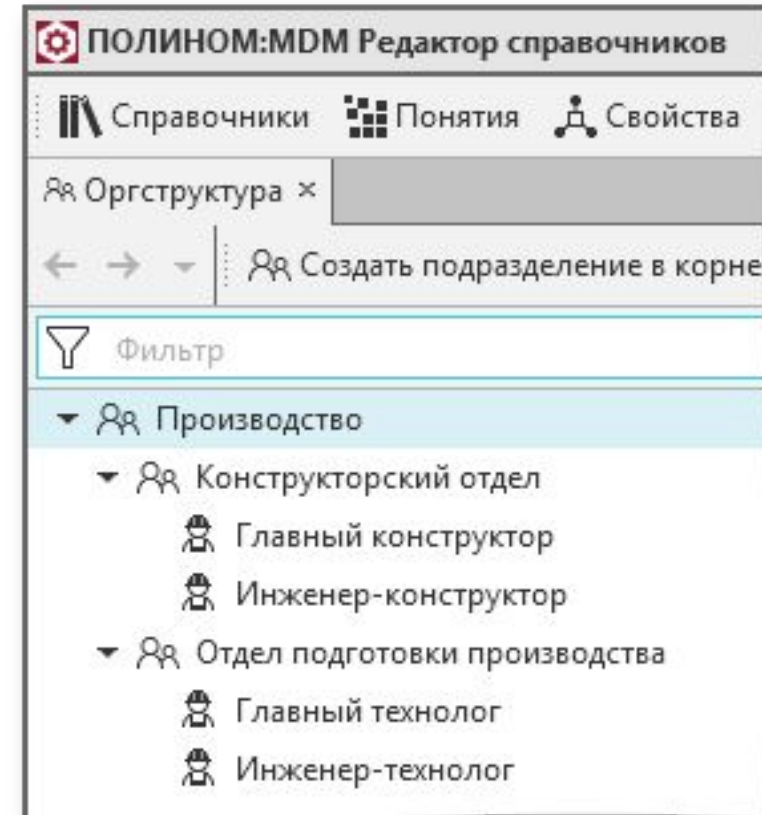 ПОЛИНОМ:MDM Редактор справочников
Справочники Понятия Свойства
Оргструктура ×
Создать подразделение в корне
Фильтр
Производство
Конструкторский отдел
Главный конструктор
Инженер-конструктор
Отдел подготовки производства
Главный технолог
Инженер-технолог